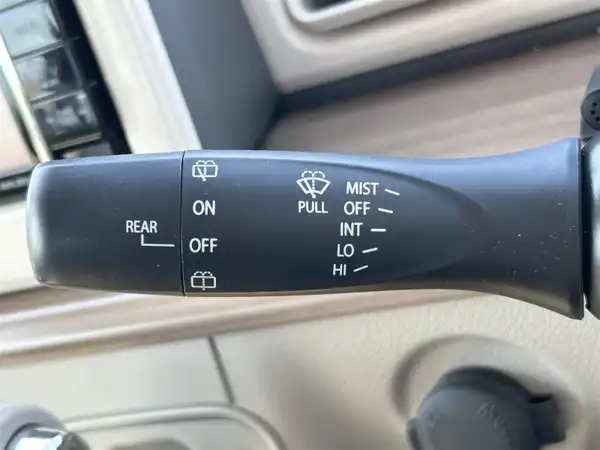 REAR
ON
OFF
PULL
MIST
OFF
INT
LO
HI